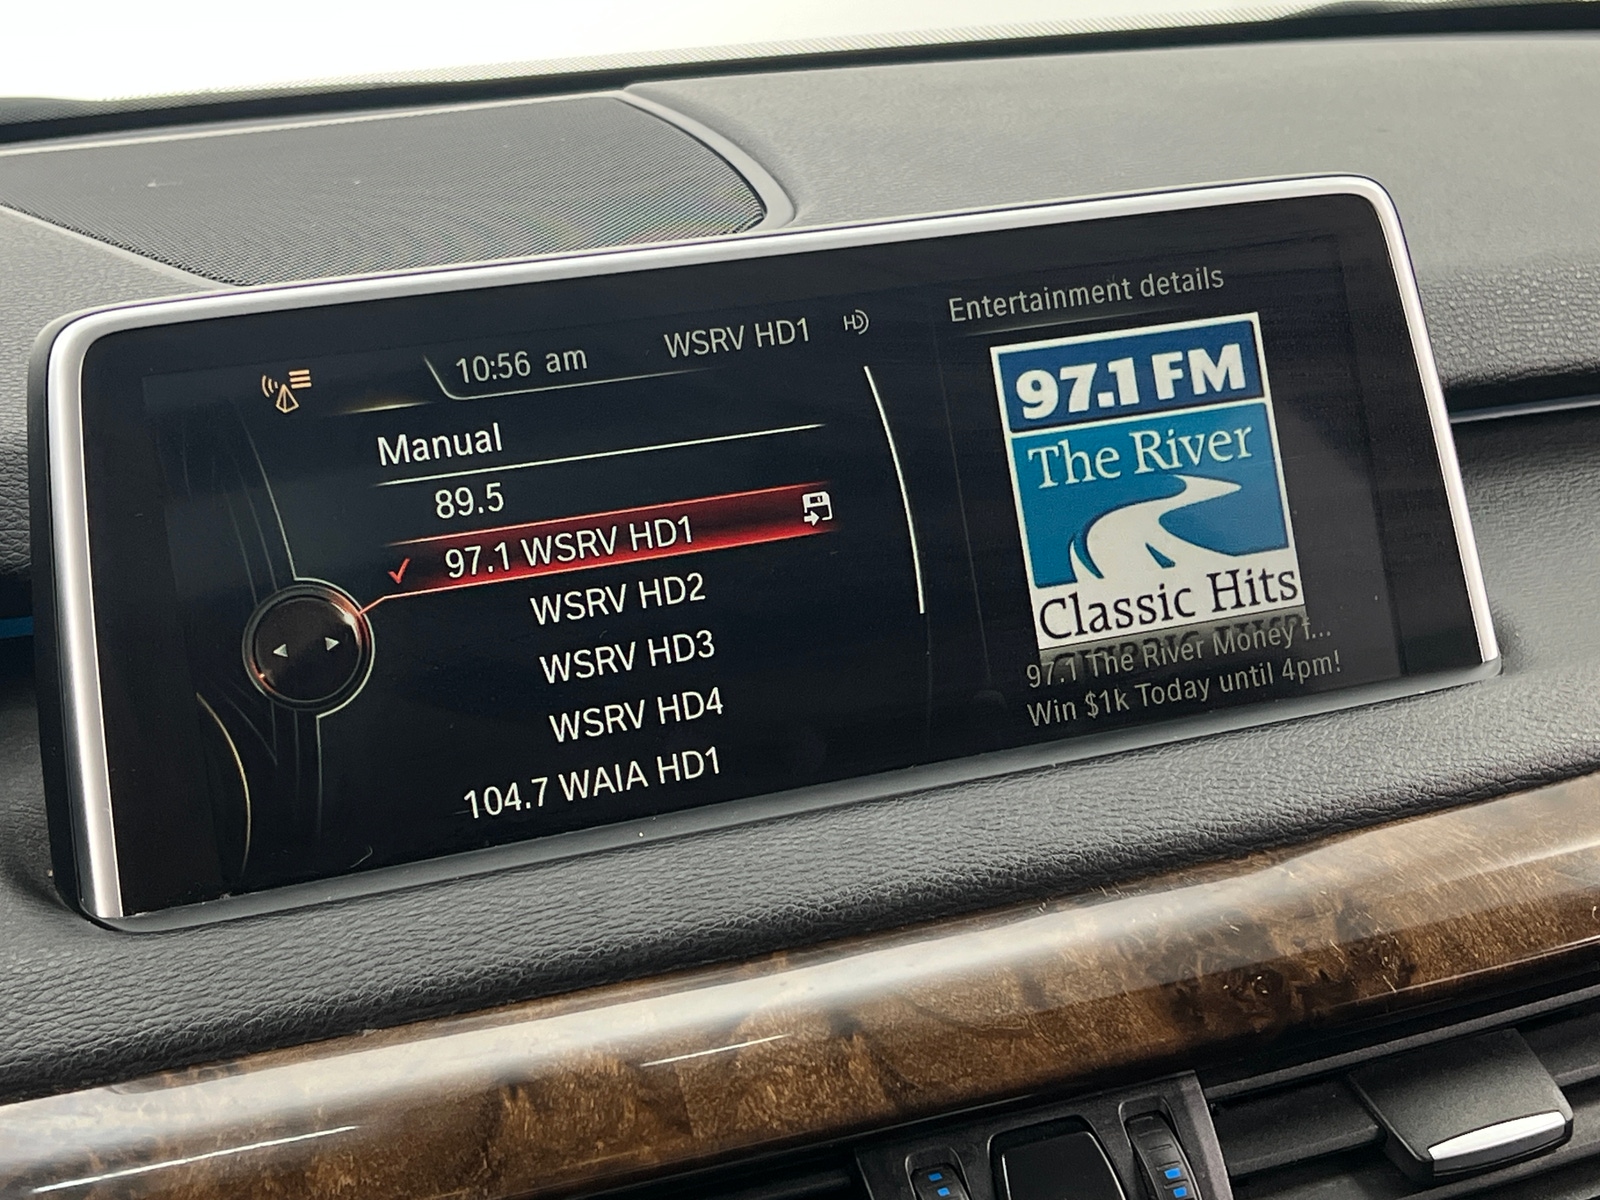 10:56 am
WSRV HD1
HD
Manual
89.5
97.1 WSRV HD1
WSRV HD2
WSRV HD3
WSRV HD4
104.7 WAIA HD1
Entertainment details
97.1 FM
The River
Classic Hits
97.1 The River Money f...
Win $1k Today until 4pm!